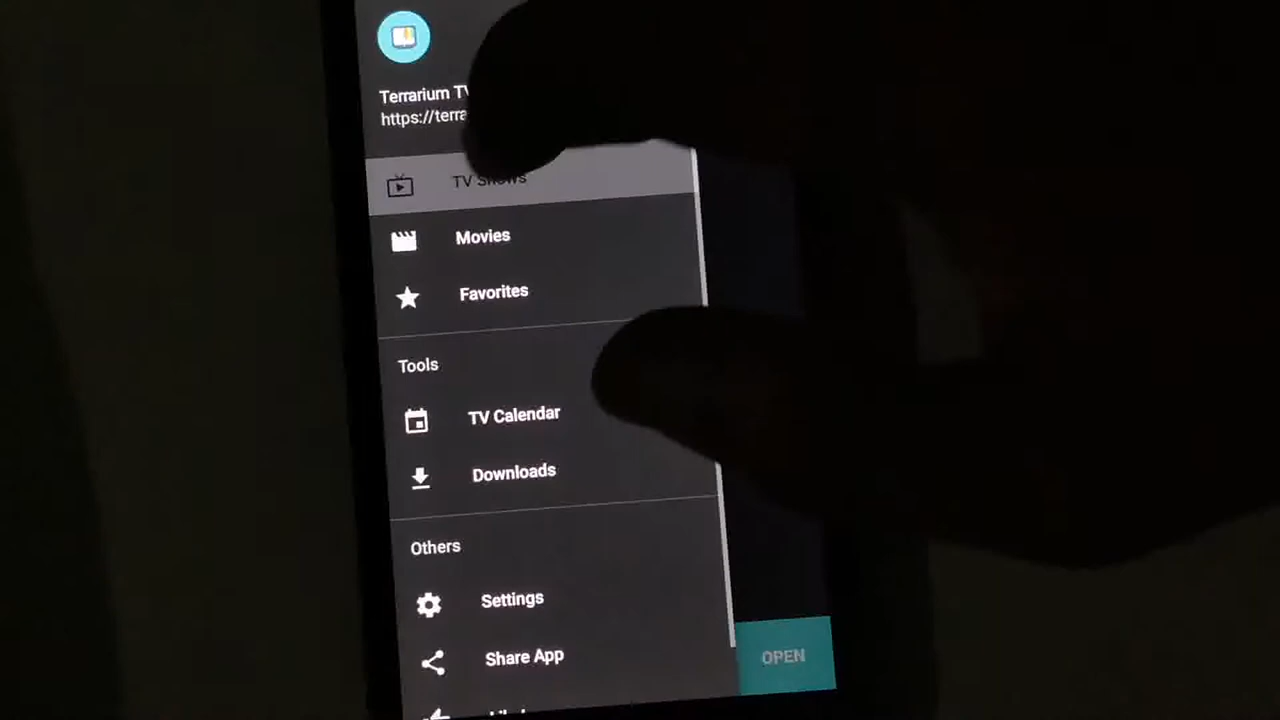 Terrarium TV
https://terra
TV Shows
Movies
Favorites
Tools
TV Calendar
Downloads
Others
Settings
Share App
OPEN